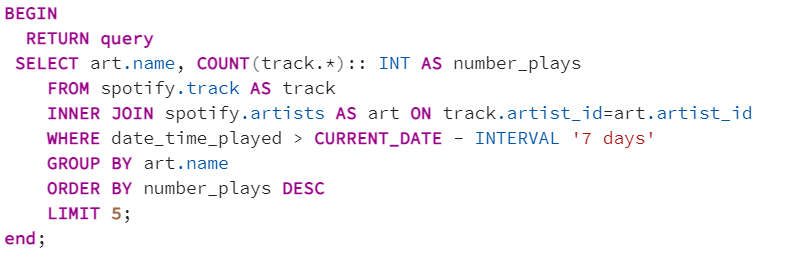 BEGIN
RETURN query
SELECT art.name, COUNT(track.*):: INT AS number_plays
FROM spotify.track AS track
INNER JOIN spotify.artists AS art ON track.artist_id=art.artist_id
WHERE date_time_played > CURRENT_DATE - INTERVAL '7 days'
GROUP BY art.name
ORDER BY number_plays DESC
LIMIT 5;
end;